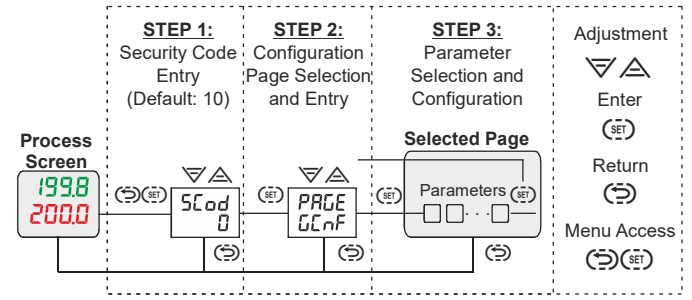 STEP 1:
Security Code
Entry
(Default: 10)
STEP 2:
Configuration
Page Selection
and Entry
STEP 3:
Parameter
Selection and
Configuration
Adjustment
Enter
SET
Return
Menu Access
SET
Process
Screen
199.8
200.0
SET
SCod
0
SET
PAGE
GCnF
SET
Selected Page
Parameters
SET